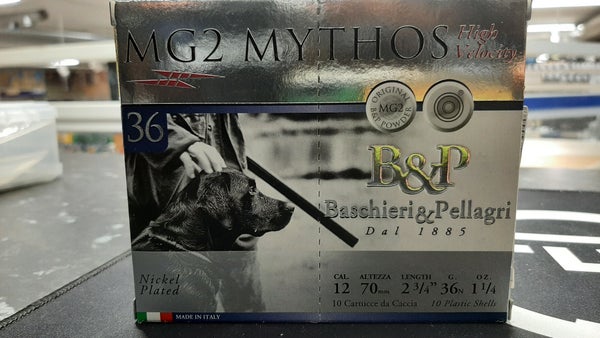 MG2 MYTHOS High Velocity
ORIGINAL
MG2
B&P POWDER
36
B&P
Baschieri&Pellagri
Dal 1885
Nickel
Plated
CAL. ALTEZZA LENGTH G. OZ.
12 70mm 2 3/4" 36N 1 1/4
10 Cartucce da Caccia 10 Plastic Shells
MADE IN ITALY